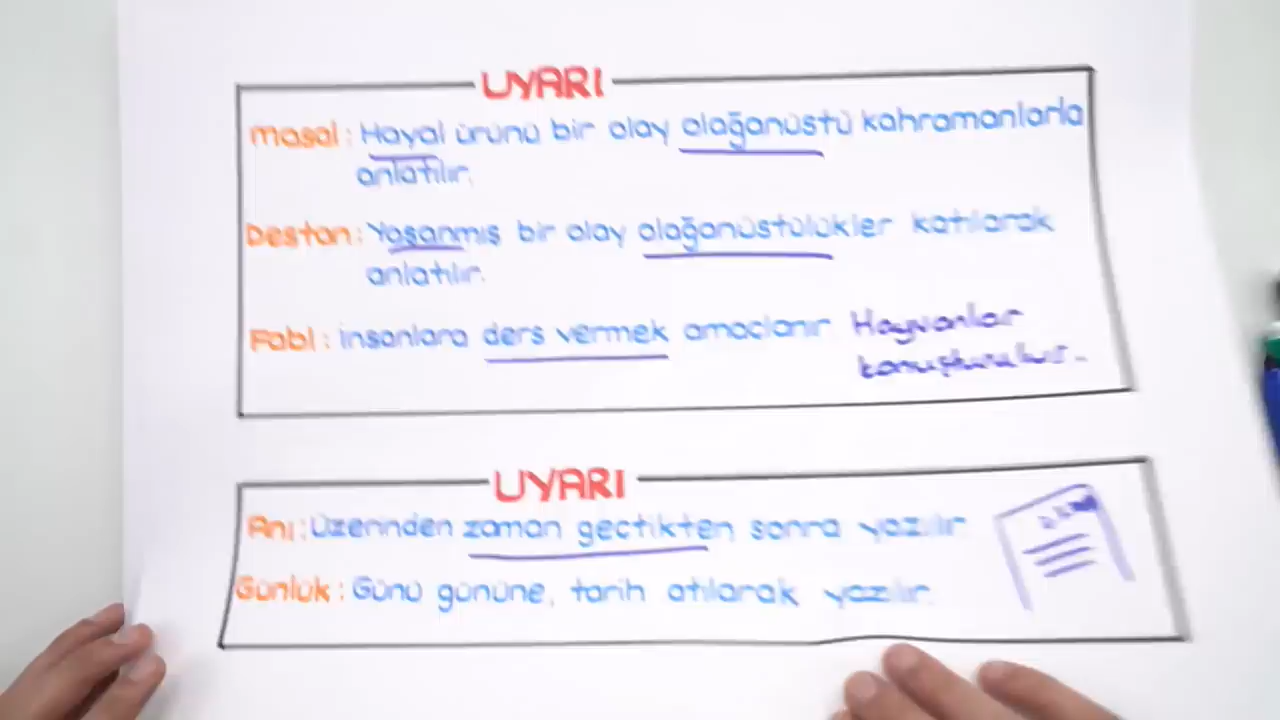 UYARI
Masal: Hayal ürünü bir olay olağanüstü kahramanlarla
anlatılır.
Destan: Yaşanmış bir olay olağanüstülükler katılarak
anlatılır.
Fabl: İnsanlara ders vermek amaçlanır Hayvanlar
konuşturulur.
UYARI
Anı: Üzerinden zaman geçtikten sonra yazılır
Günlük: Günü gününe, tarih atılarak yazılır.